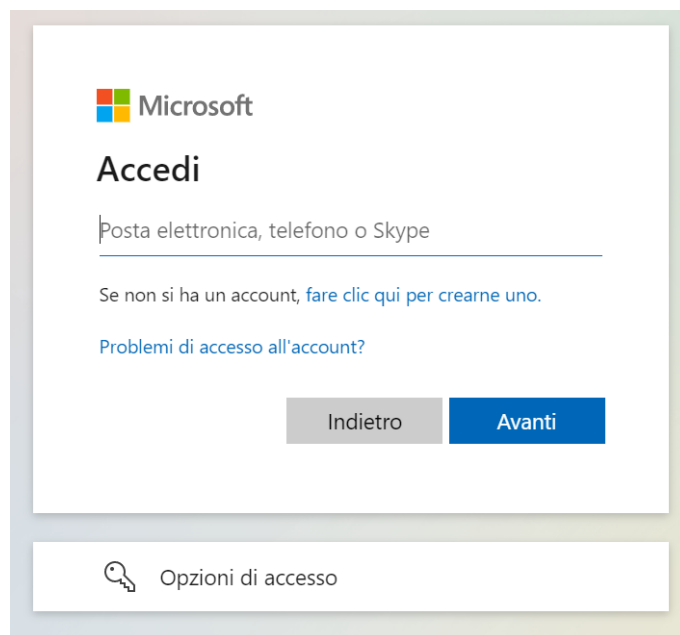 Microsoft
Accedi
Posta elettronica, telefono o Skype
Se non si ha un account, fare clic qui per crearne uno.
Problemi di accesso all'account?
Indietro Avanti
Opzioni di accesso